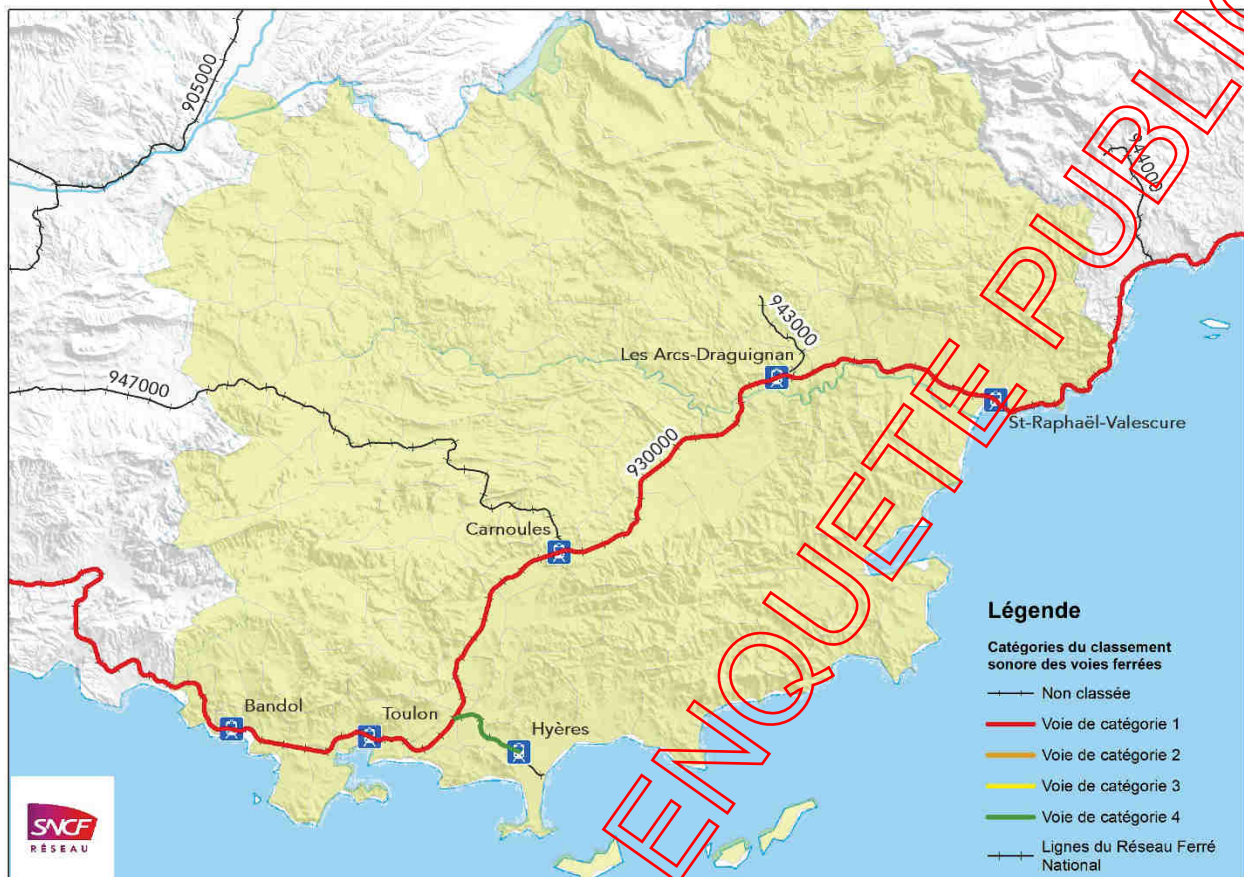 905000
944000
943000
Les Arcs-Draguignan
947000
St-Raphaël-Valescure
930000
Carnoules
Bandol
Toulon
Hyères
Légende
Catégories du classement
sonore des voies ferrées
Non classée
Voie de catégorie 1
Voie de catégorie 2
Voie de catégorie 3
Voie de catégorie 4
Lignes du Réseau Ferré
National
SNCF
RÉSEAU
ENQUETE PUBLI